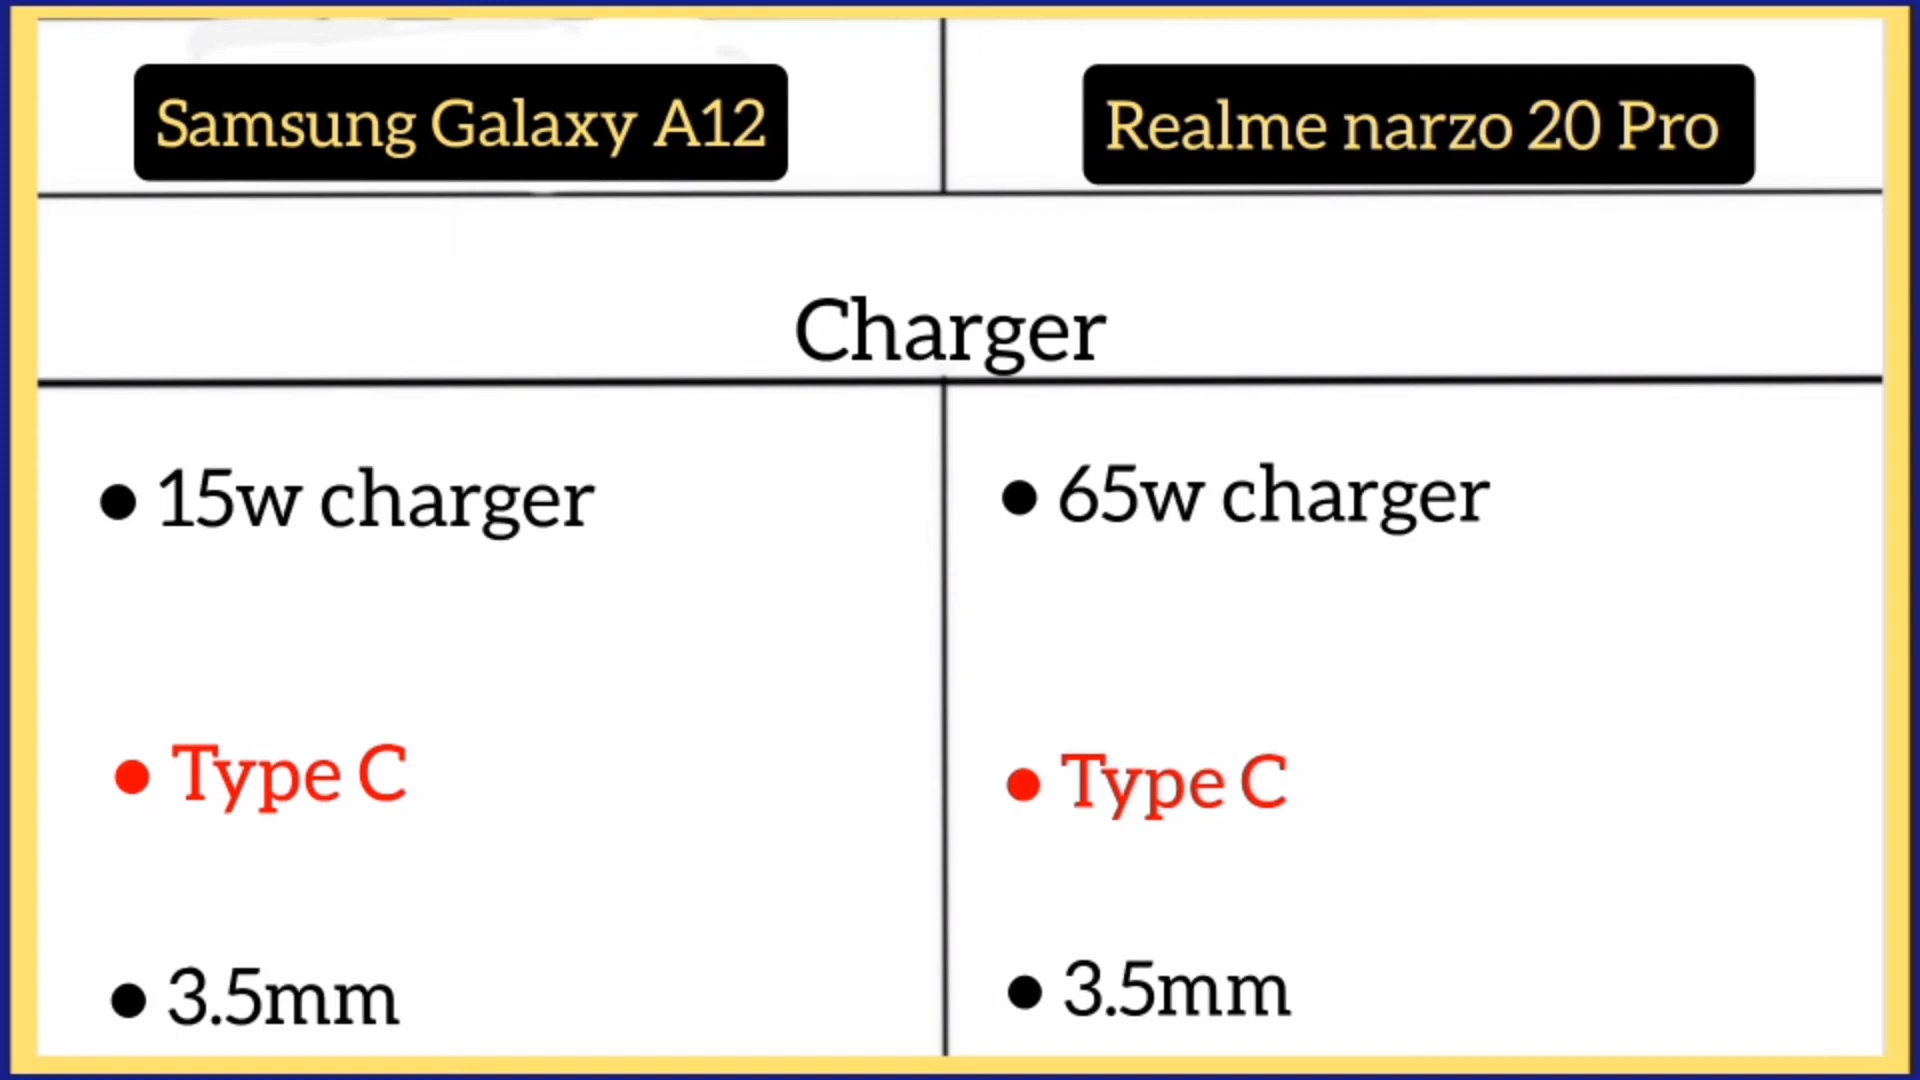 Samsung Galaxy A12
Realme narzo 20 Pro
Charger
● 15w charger
● 65w charger
● Type C
● Type C
● 3.5mm
● 3.5mm